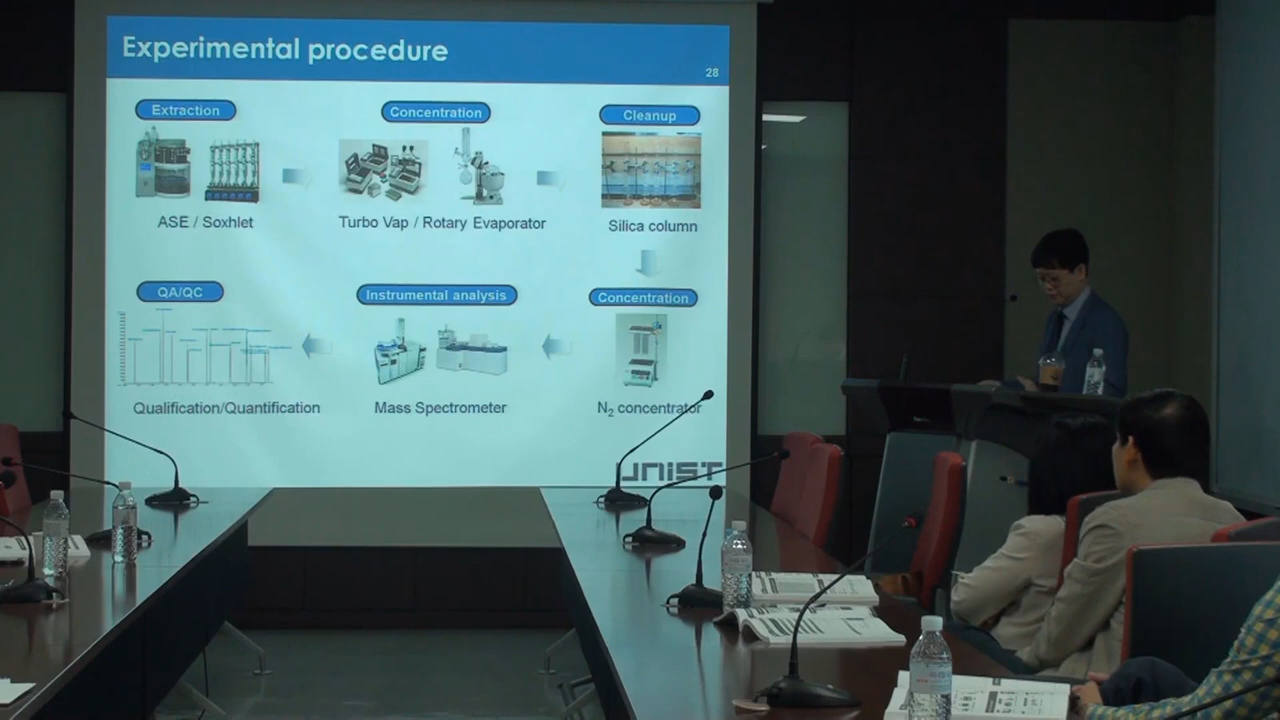 Experimental procedure
28
Extraction
Concentration
Cleanup
ASE / Soxhlet
Turbo Vap / Rotary Evaporator
Silica column
QA/QC
Instrumental analysis
Concentration
Qualification/Quantification
Mass Spectrometer
N₂ concentrator
UNIST